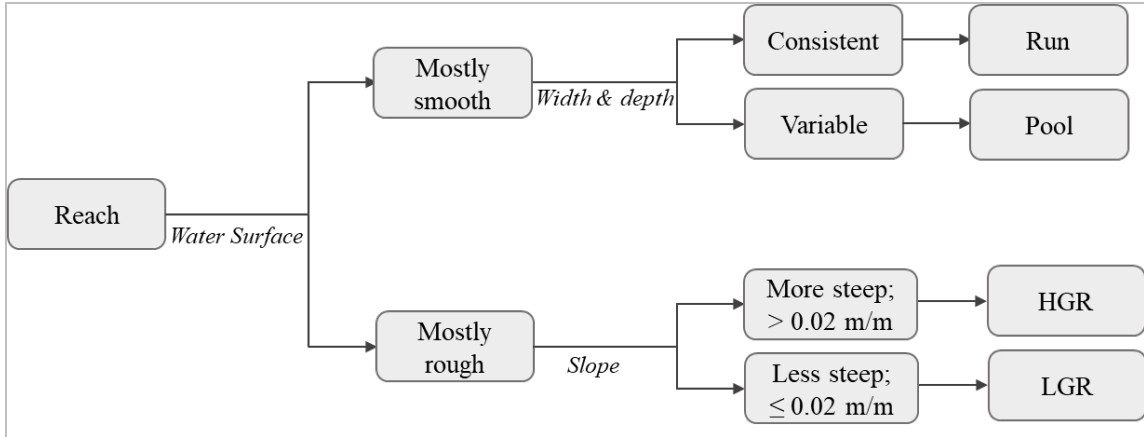 Reach
Water Surface
Mostly
smooth
Width & depth
Consistent
Run
Variable
Pool
Mostly
rough
Slope
More steep;
> 0.02 m/m
HGR
Less steep;
≤ 0.02 m/m
LGR